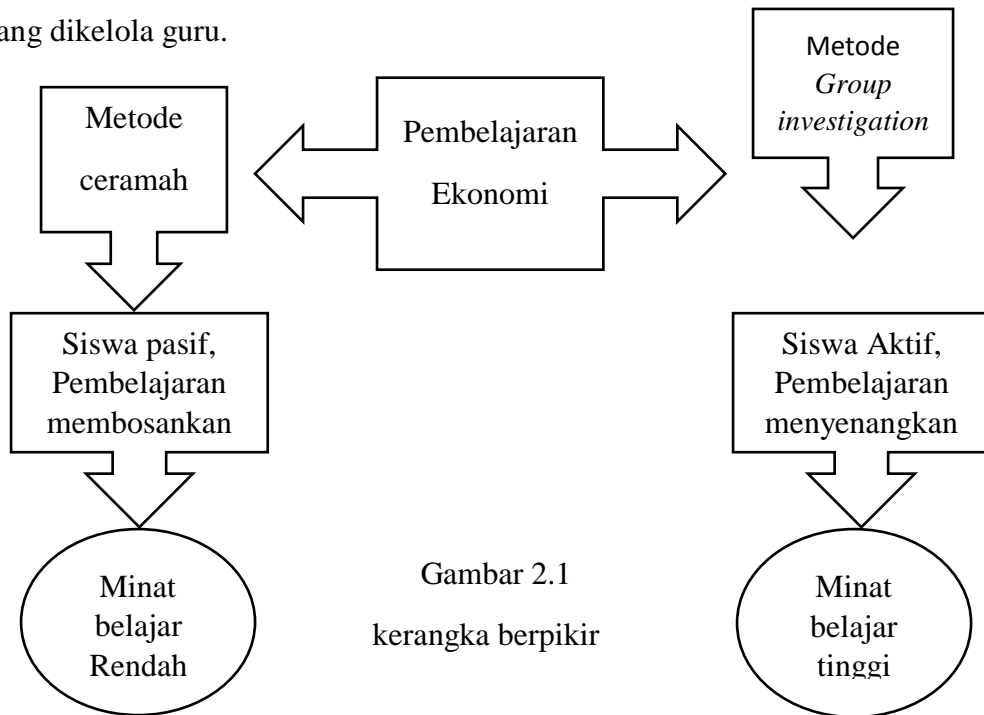 ang dikelola guru.
Metode
ceramah
Pembelajaran
Ekonomi
Metode
Group
investigation
Siswa pasif,
Pembelajaran
membosankan
Siswa Aktif,
Pembelajaran
menyenangkan
Minat
belajar
Rendah
Gambar 2.1
kerangka berpikir
Minat
belajar
tinggi